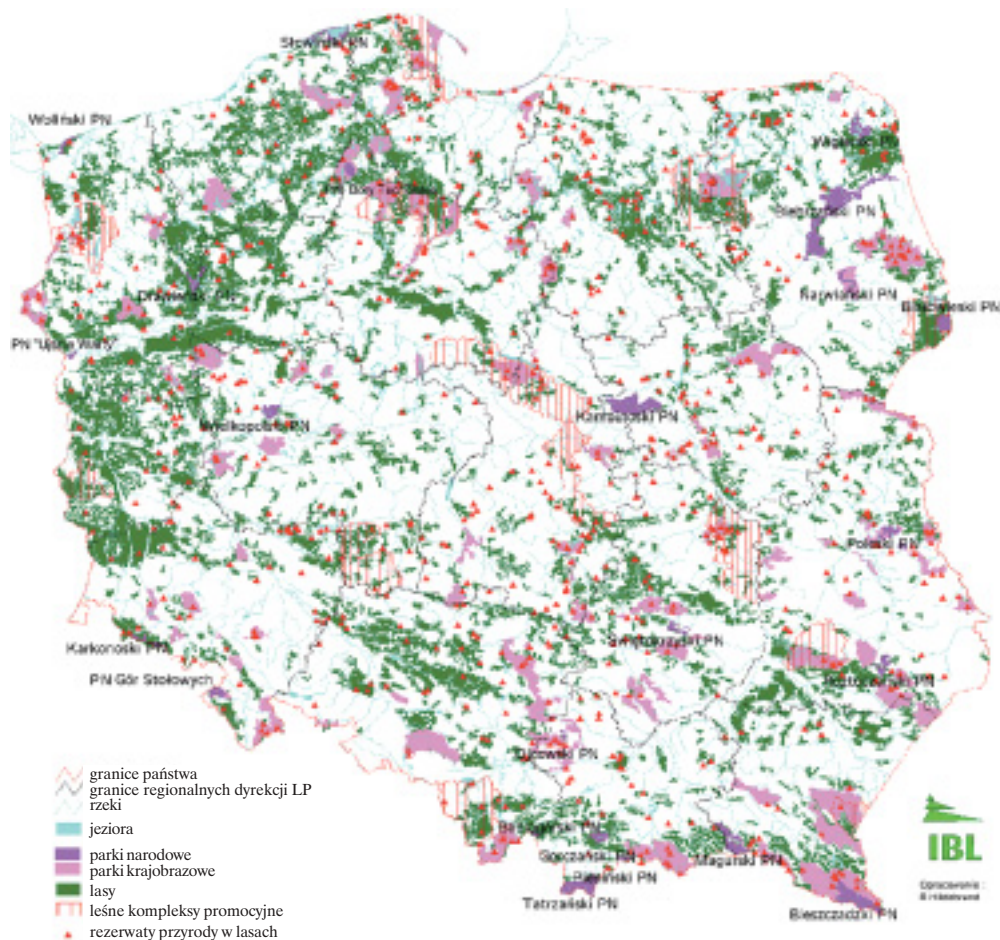 Słowiński PN
Woliński PN
Wigierski PN
Biebrzański PN
Drawieński PN
Narwiański PN
Białowieski PN
PN "Ujście Warty"
Kampinoski PN
Wielkopolski PN
Poleski PN
Świętokrzyski PN
Karkonoski PN
PN Gór Stołowych
Roztoczański PN
Ojcowski PN
granice państwa
granice regionalnych dyrekcji LP
rzeki
jeziora
parki narodowe
parki krajobrazowe
lasy
leśne kompleksy promocyjne
rezerwaty przyrody w lasach
Babiogórski PN
Gorczański PN
Magurski PN
Pieniński PN
Tatrzański PN
Bieszczadzki PN
IBL
Opracowanie :